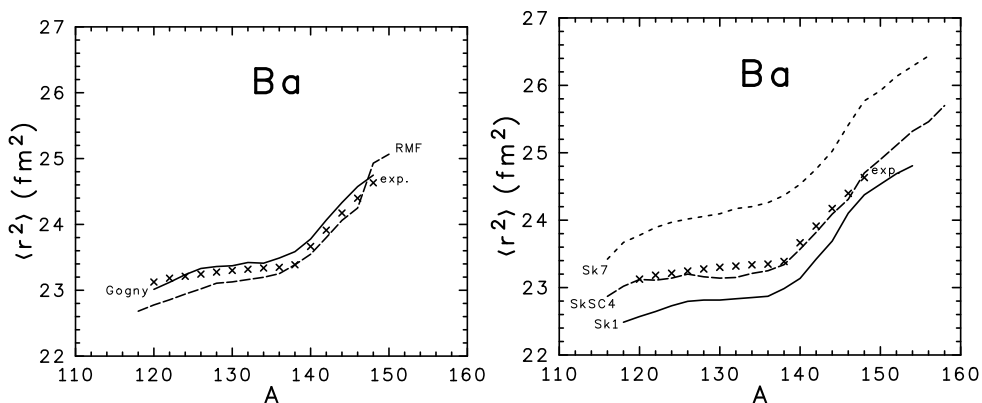 27
26
25
24
23
22
⟨r²⟩ (fm²)
Ba
RMF
exp.
Gogny
110 120 130 140 150 160
A
27
26
25
24
23
22
⟨r²⟩ (fm²)
Ba
exp.
Sk7
SkSC4
Sk1
110 120 130 140 150 160
A